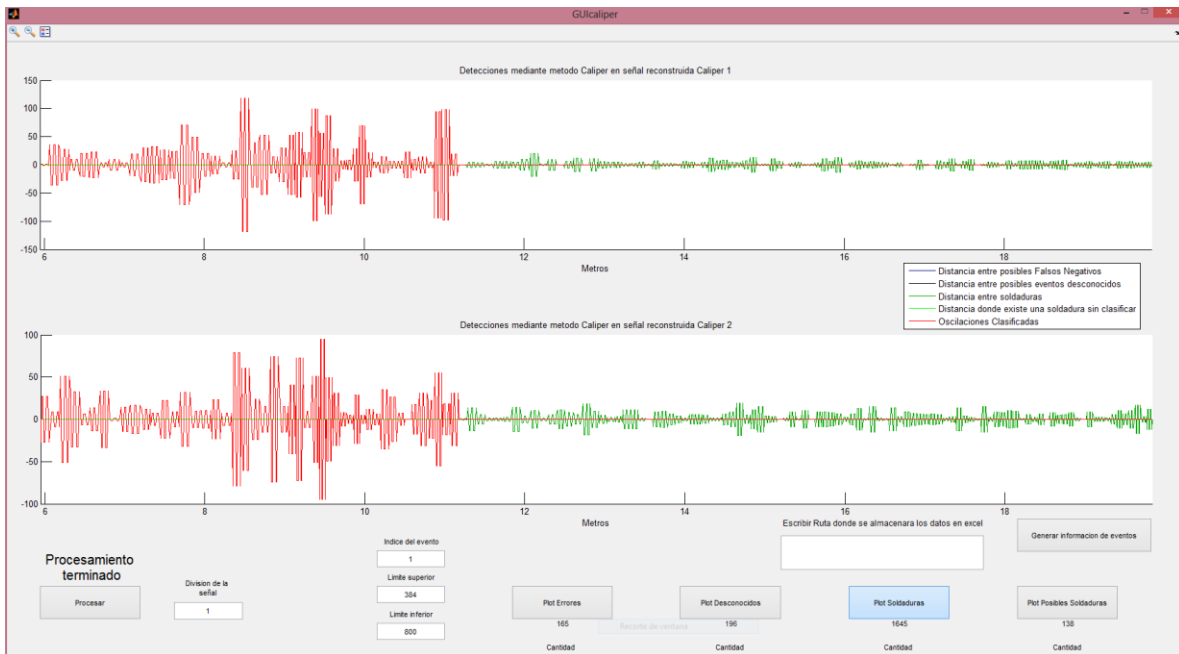 GUIcaliper
Detecciones mediante metodo Caliper en señal reconstruida Caliper 1
150
100
50
0
-50
-100
-150
6
8
10
12
14
16
18
Metros
Distancia entre posibles Falsos Negativos
Distancia entre posibles eventos desconocidos
Distancia entre soldaduras
Distancia donde existe una soldadura sin clasificar
Oscilaciones Clasificadas
Detecciones mediante metodo Caliper en señal reconstruida Caliper 2
100
50
0
-50
-100
6
8
10
12
14
16
18
Metros
Escribir Ruta donde se almacenara los datos en excel
Generar informacion de eventos
Procesamiento
terminado
Procesar
Division de la
señal
1
Indice del evento
1
Limite superior
384
Limite inferior
800
Plot Errores
165
Cantidad
Recorte de ventana
Plot Desconocidos
196
Cantidad
Plot Soldaduras
1645
Cantidad
Plot Posibles Soldaduras
138
Cantidad